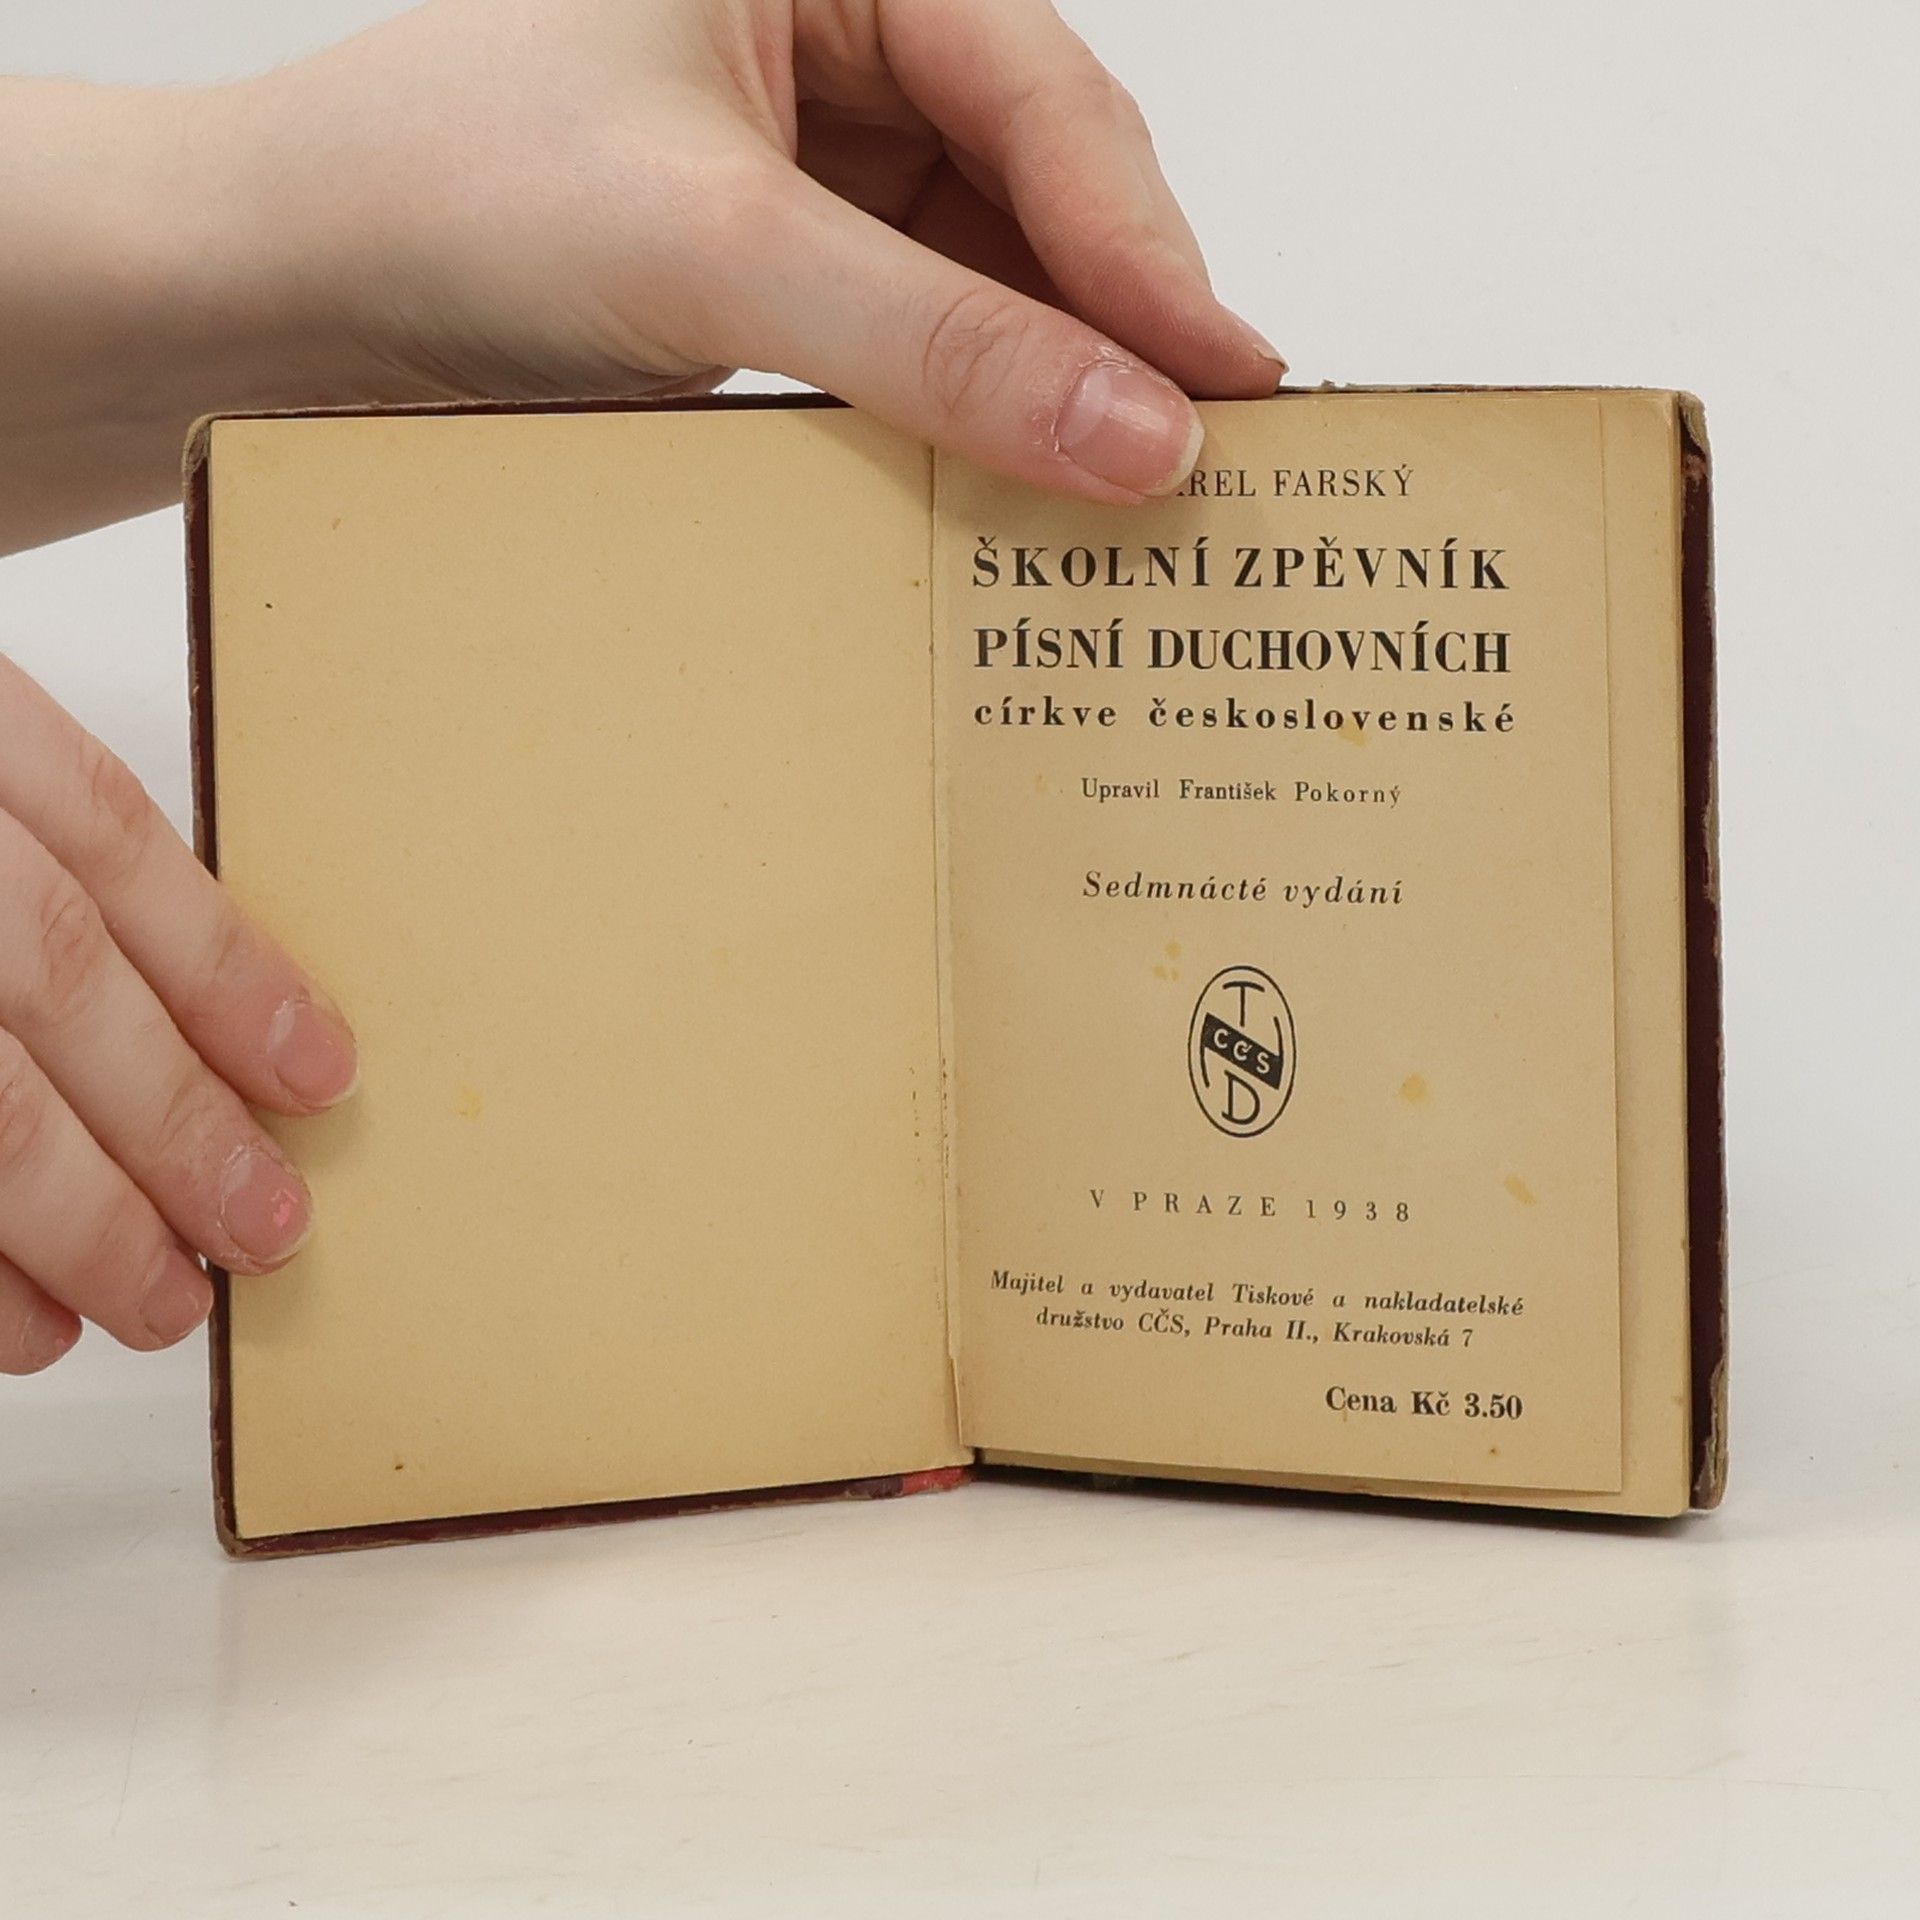 FARSKÝ
ŠKOLNÍ ZPĚVNÍK
PÍSNÍ DUCHOVNÍCH
církve československé
Upravil František Pokorný
Sedmnácté vydání
T
CČS
D
V PRAZE 1938
Majitel a vydavatel Tiskové a nakladatelské
družstvo CČS, Praha II., Krakovská 7
Cena Kč 3.50